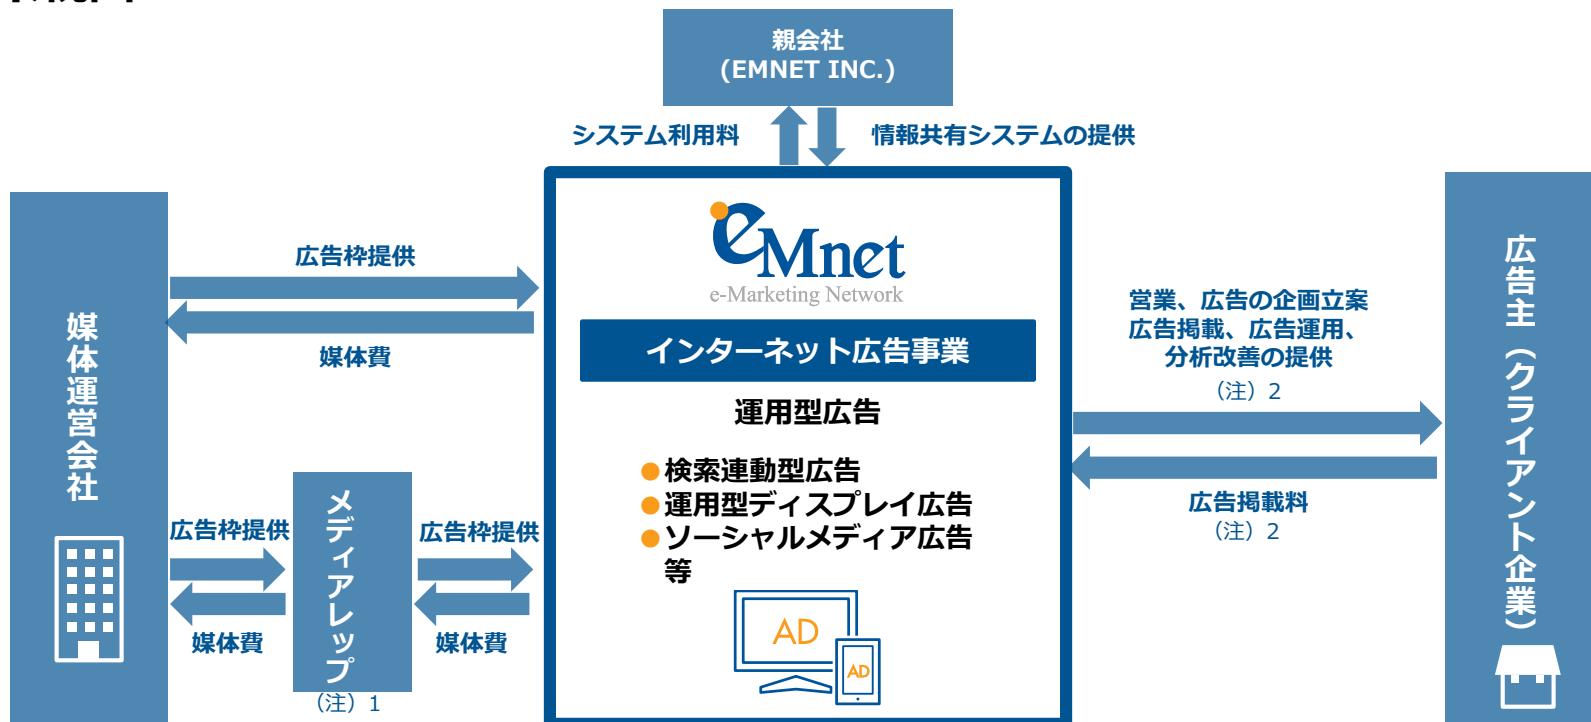 親会社
(EMNET INC.)
システム利用料
情報共有システムの提供
媒体運営会社
広告枠提供
媒体費
広告枠提供
媒体費
メディアレップ
（注）1
広告枠提供
媒体費
eMnet
e-Marketing Network
インターネット広告事業
運用型広告
●検索連動型広告
●運用型ディスプレイ広告
●ソーシャルメディア広告
等
AD
AD
営業、広告の企画立案
広告掲載、広告運用、
分析改善の提供
（注）2
広告掲載料
（注）2
広告主（クライアント企業）